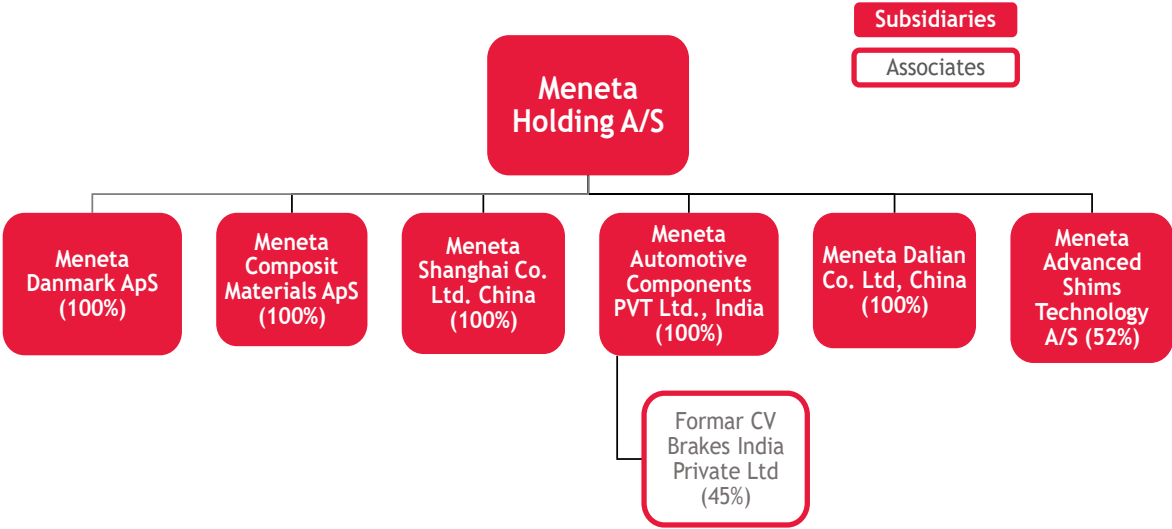 Subsidiaries
Associates
Meneta
Holding A/S
Meneta
Danmark ApS
(100%)
Meneta
Composit
Materials ApS
(100%)
Meneta
Shanghai Co.
Ltd. China
(100%)
Meneta
Automotive
Components
PVT Ltd., India
(100%)
Meneta Dalian
Co. Ltd, China
(100%)
Meneta
Advanced
Shims
Technology
A/S (52%)
Formar CV
Brakes India
Private Ltd
(45%)